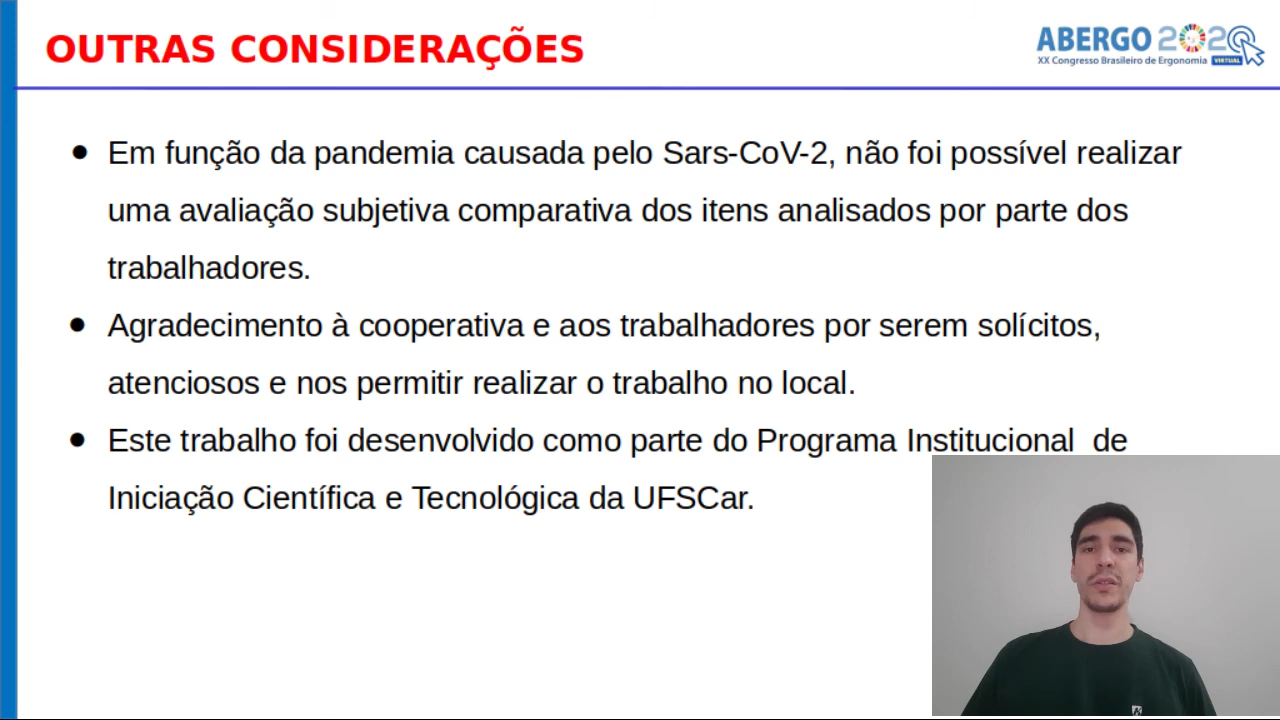 OUTRAS CONSIDERAÇÕES
ABERGO 2020
XX Congresso Brasileiro de Ergonomia VIRTUAL
● Em função da pandemia causada pelo Sars-CoV-2, não foi possível realizar
uma avaliação subjetiva comparativa dos itens analisados por parte dos
trabalhadores.
● Agradecimento à cooperativa e aos trabalhadores por serem solícitos,
atenciosos e nos permitir realizar o trabalho no local.
● Este trabalho foi desenvolvido como parte do Programa Institucional  de
Iniciação Científica e Tecnológica da UFSCar.